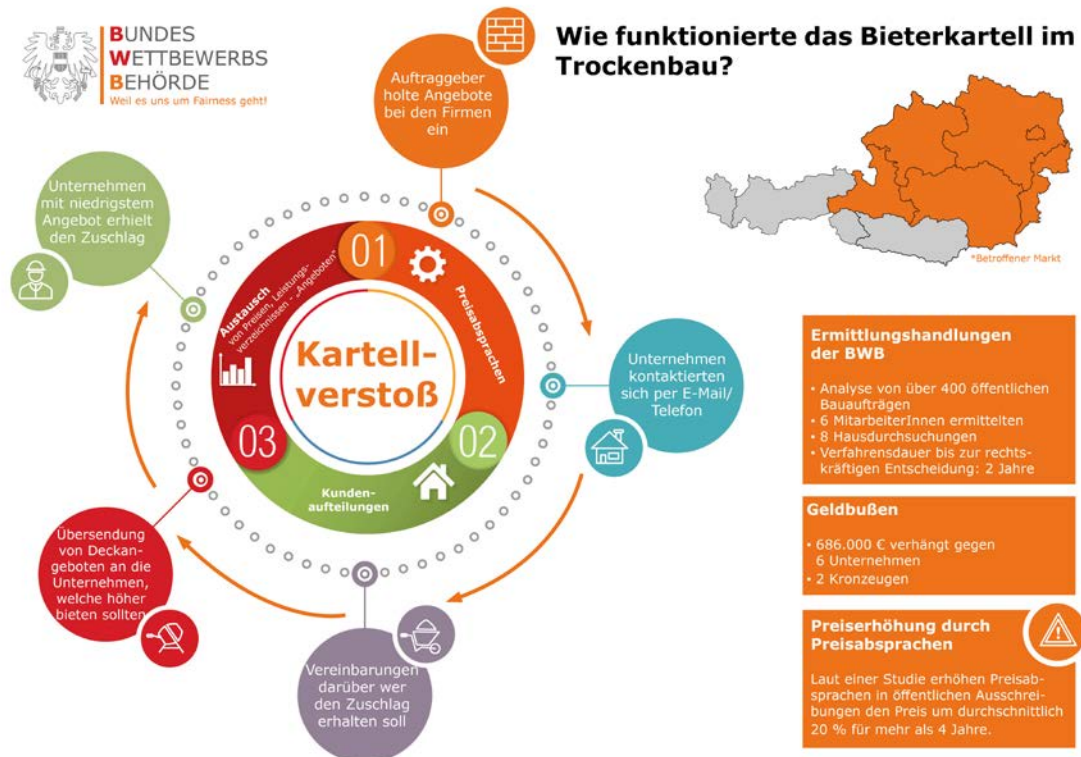 BUNDES
WETTBEWERBS
BEHÖRDE
Weil es uns um Fairness geht!
Wie funktionierte das Bieterkartell im
Trockenbau?
*Betroffener Markt
Auftraggeber
holte Angebote
bei den Firmen
ein
Unternehmen
kontaktierten
sich per E-Mail/
Telefon
Vereinbarungen
darüber wer
den Zuschlag
erhalten soll
Übersendung
von Deckan-
geboten an die
Unternehmen,
welche höher
bieten sollten
Unternehmen
mit niedrigstem
Angebot erhielt
den Zuschlag
Kartell-
verstoß
01
Preisabsprachen
02
Kunden-
aufteilungen
03
Austausch
von Preisen, Leistungs-
verzeichnissen - „Angeboten"
Ermittlungshandlungen
der BWB
• Analyse von über 400 öffentlichen
Bauaufträgen
• 6 MitarbeiterInnen ermittelten
• 8 Hausdurchsuchungen
• Verfahrensdauer bis zur rechts-
kräftigen Entscheidung: 2 Jahre
Geldbußen
• 686.000 € verhängt gegen
6 Unternehmen
• 2 Kronzeugen
Preiserhöhung durch
Preisabsprachen
Laut einer Studie erhöhen Preisab-
sprachen in öffentlichen Ausschrei-
bungen den Preis um durchschnittlich
20 % für mehr als 4 Jahre.